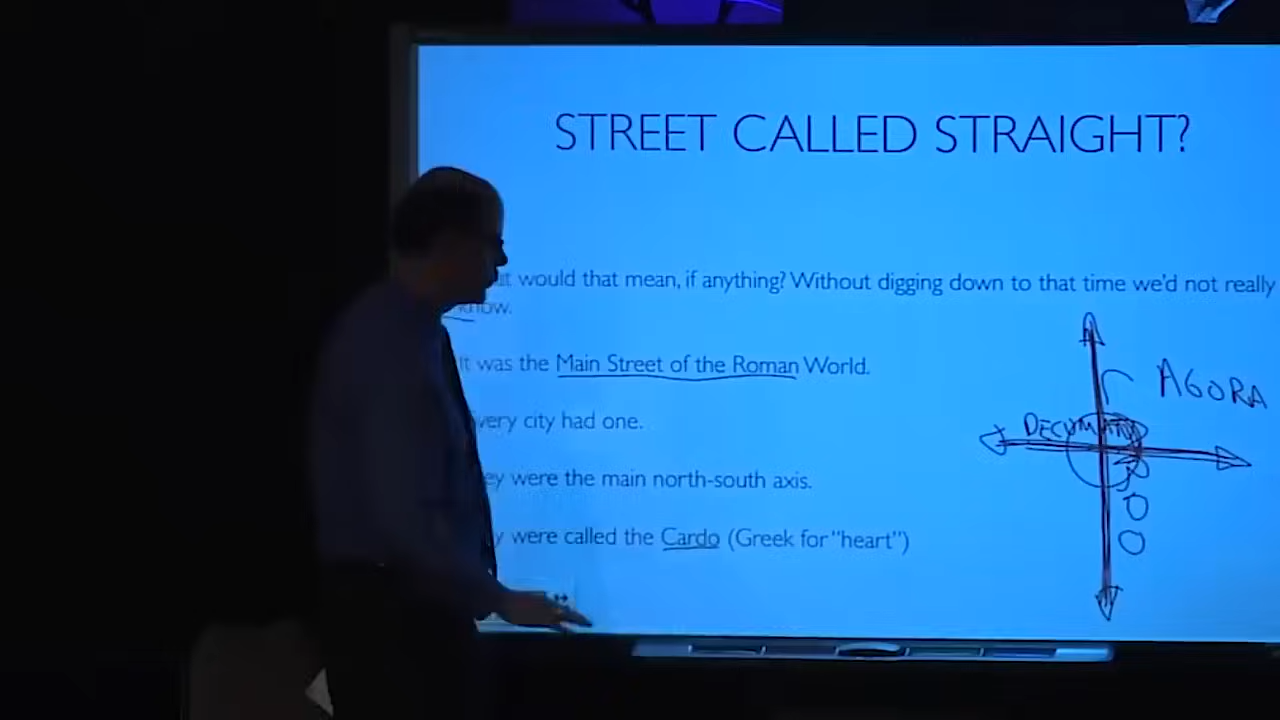 STREET CALLED STRAIGHT?
would that mean, if anything? Without digging down to that time we'd not really
know.
It was the Main Street of the Roman World.
very city had one.
ey were the main north-south axis.
y were called the Cardo (Greek for "heart")
AGORA